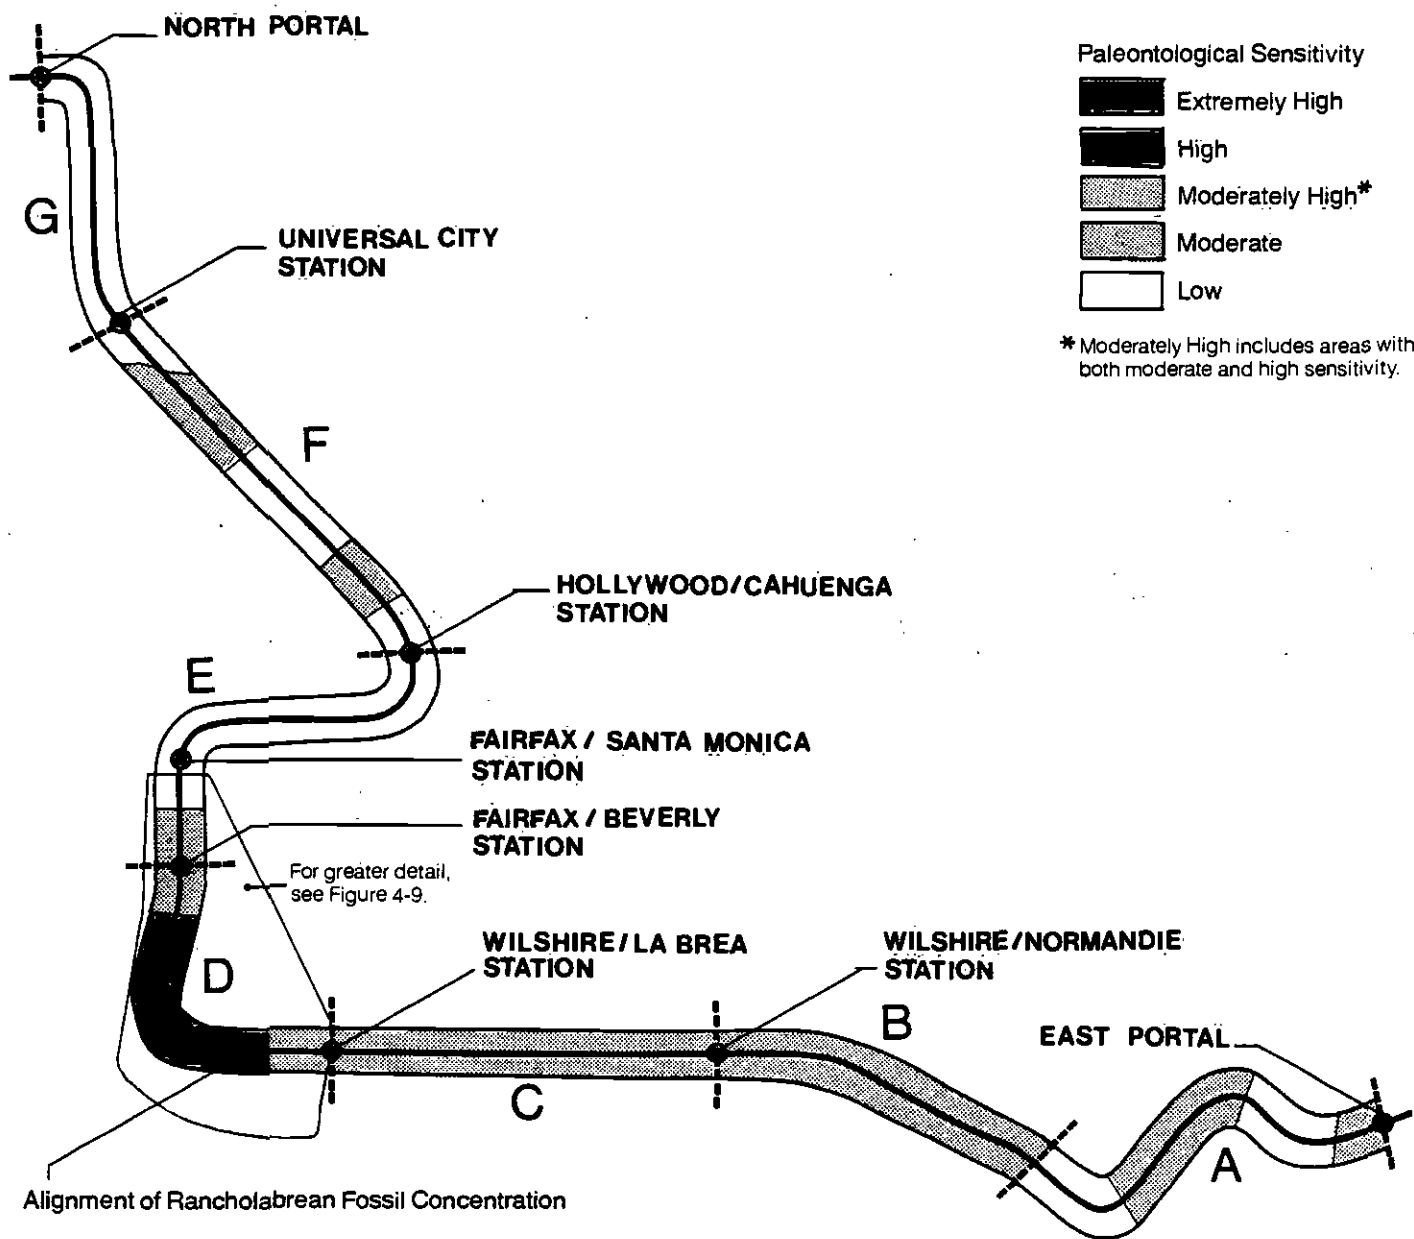 NORTH PORTAL
Paleontological Sensitivity
Extremely High
High
Moderately High*
Moderate
Low
* Moderately High includes areas with
both moderate and high sensitivity.
G
UNIVERSAL CITY
STATION
F
HOLLYWOOD/CAHUENGA
STATION
E
FAIRFAX / SANTA MONICA
STATION
FAIRFAX / BEVERLY
STATION
For greater detail,
see Figure 4-9.
WILSHIRE/LA BREA
STATION
WILSHIRE/NORMANDIE
STATION
D
B
EAST PORTAL
C
A
Alignment of Rancholabrean Fossil Concentration